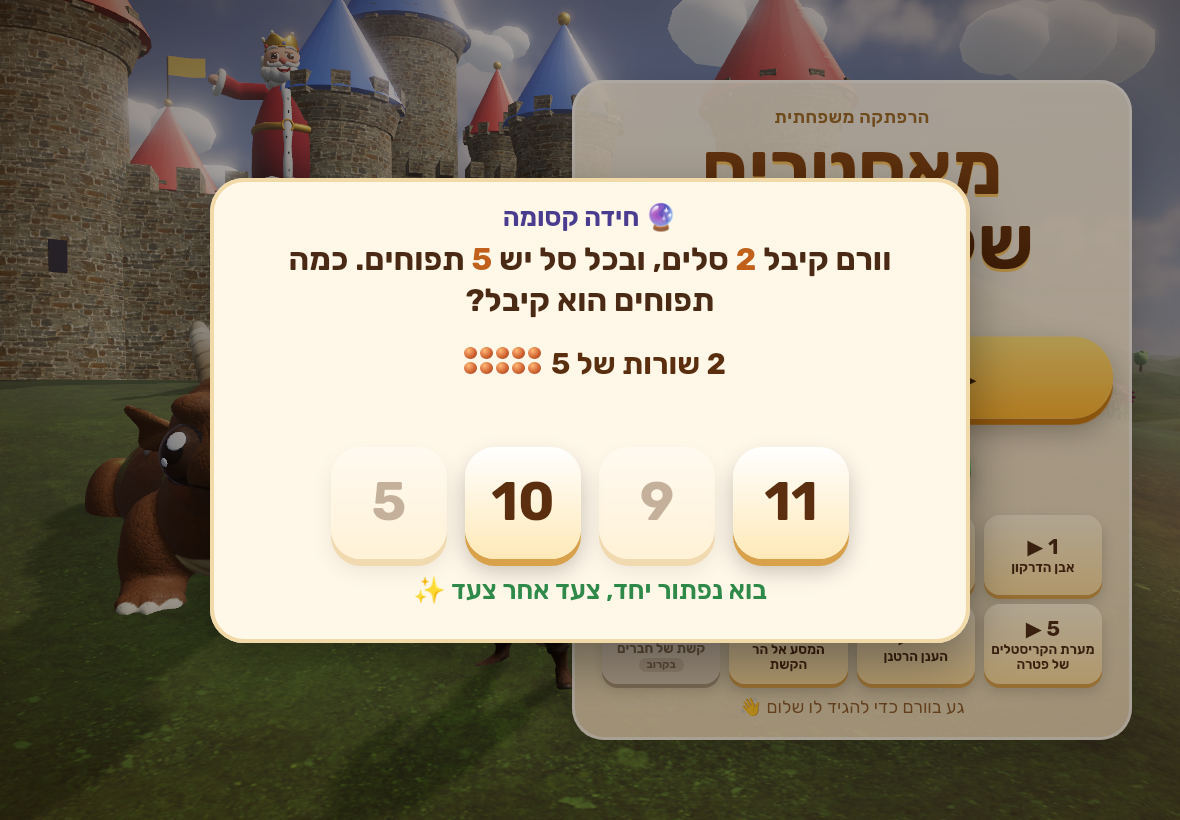 הרפתקה משפחתית
מאסטרים
🔮 חידה קסומה
וורם קיבל 2 סלים, ובכל סל יש 5 תפוחים. כמה
תפוחים הוא קיבל?
2 שורות של 5
11 9 10 5
בוא נפתור יחד, צעד אחר צעד ✨
1 ▶
אבן הדרקון
5 ▶
מערת הקריסטלים
של פטרה
הענן הרטנן
המסע אל הר
הקשת
קשת של חברים
בקרוב
גע בוורם כדי להגיד לו שלום 👋